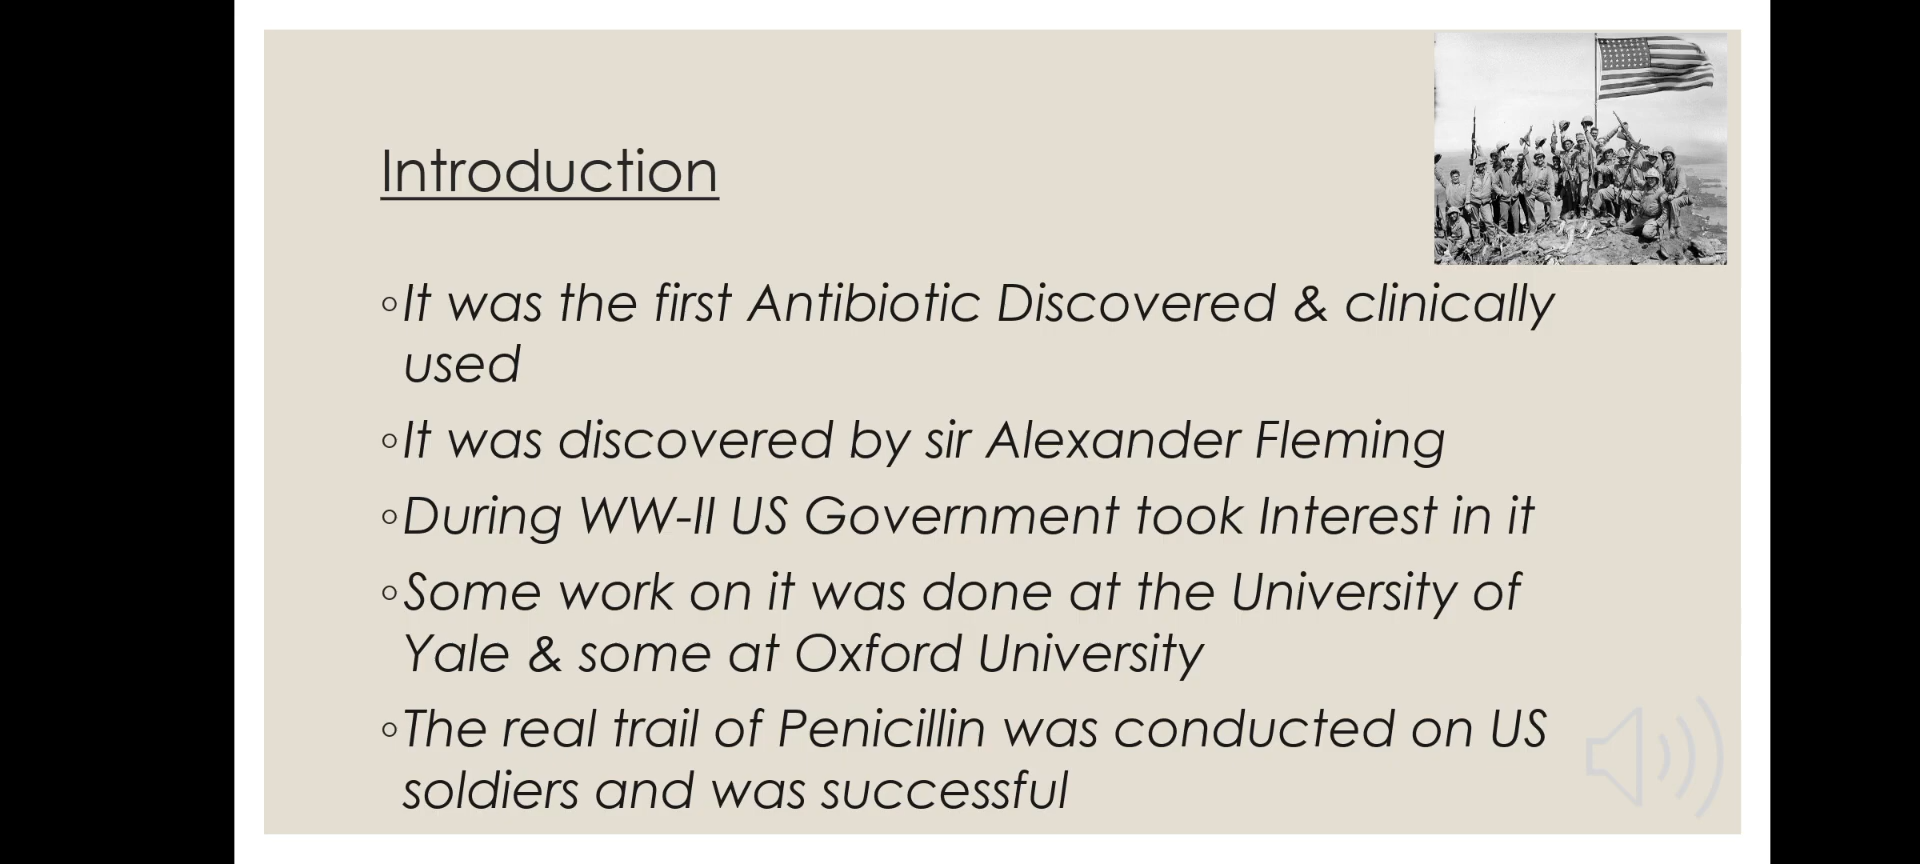 Introduction
◦It was the first Antibiotic Discovered & clinically
used
◦It was discovered by sir Alexander Fleming
◦During WW-II US Government took Interest in it
◦Some work on it was done at the University of
Yale & some at Oxford University
◦The real trail of Penicillin was conducted on US
soldiers and was successful